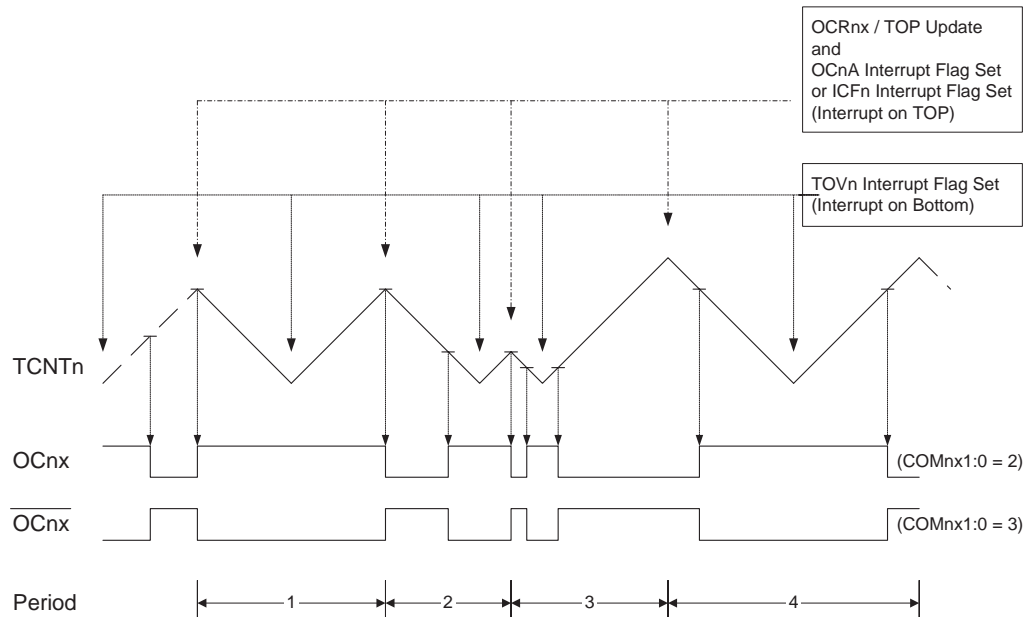 OCRnx / TOP Update
and
OCnA Interrupt Flag Set
or ICFn Interrupt Flag Set
(Interrupt on TOP)
TOVn Interrupt Flag Set
(Interrupt on Bottom)
TCNTn
OCnx
(COMnx1:0 = 2)
OCnx
(COMnx1:0 = 3)
Period
1
2
3
4